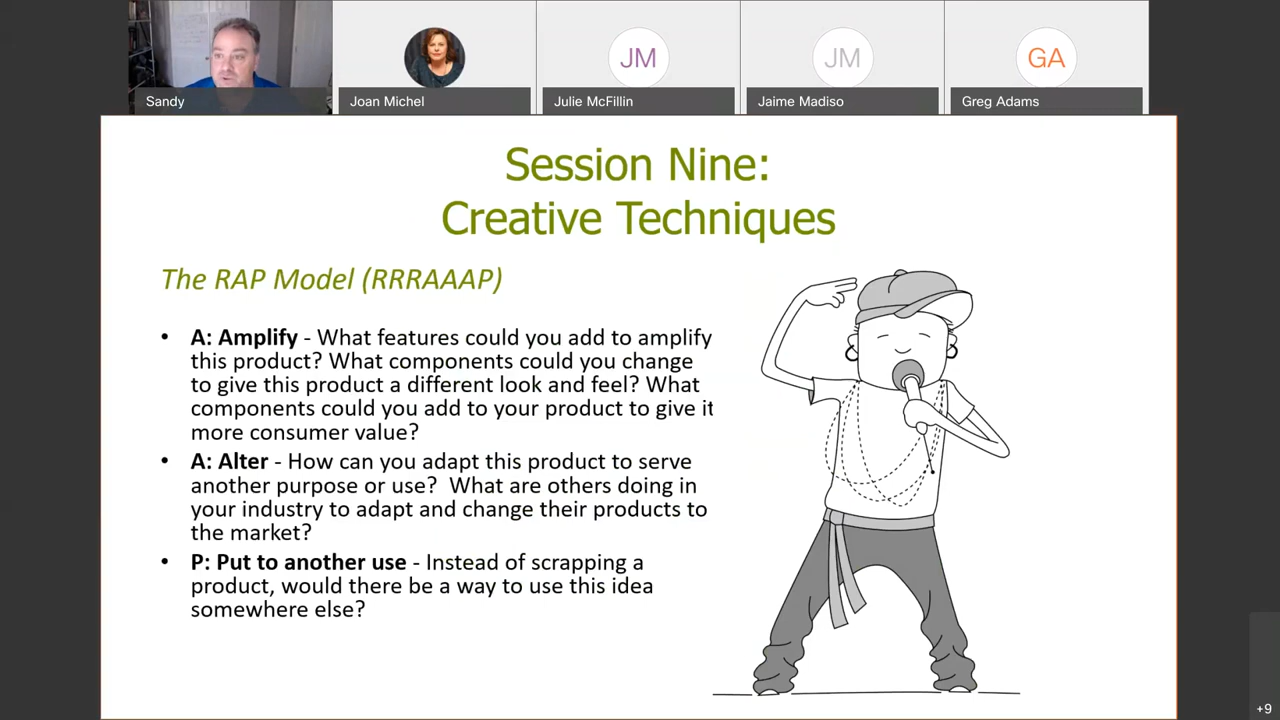 JM
JM
GA
Sandy
Joan Michel
Julie McFillin
Jaime Madiso
Greg Adams
Session Nine:
Creative Techniques
The RAP Model (RRRAAAP)
• A: Amplify - What features could you add to amplify
this product? What components could you change
to give this product a different look and feel? What
components could you add to your product to give it
more consumer value?
• A: Alter - How can you adapt this product to serve
another purpose or use?  What are others doing in
your industry to adapt and change their products to
the market?
• P: Put to another use - Instead of scrapping a
product, would there be a way to use this idea
somewhere else?
+9